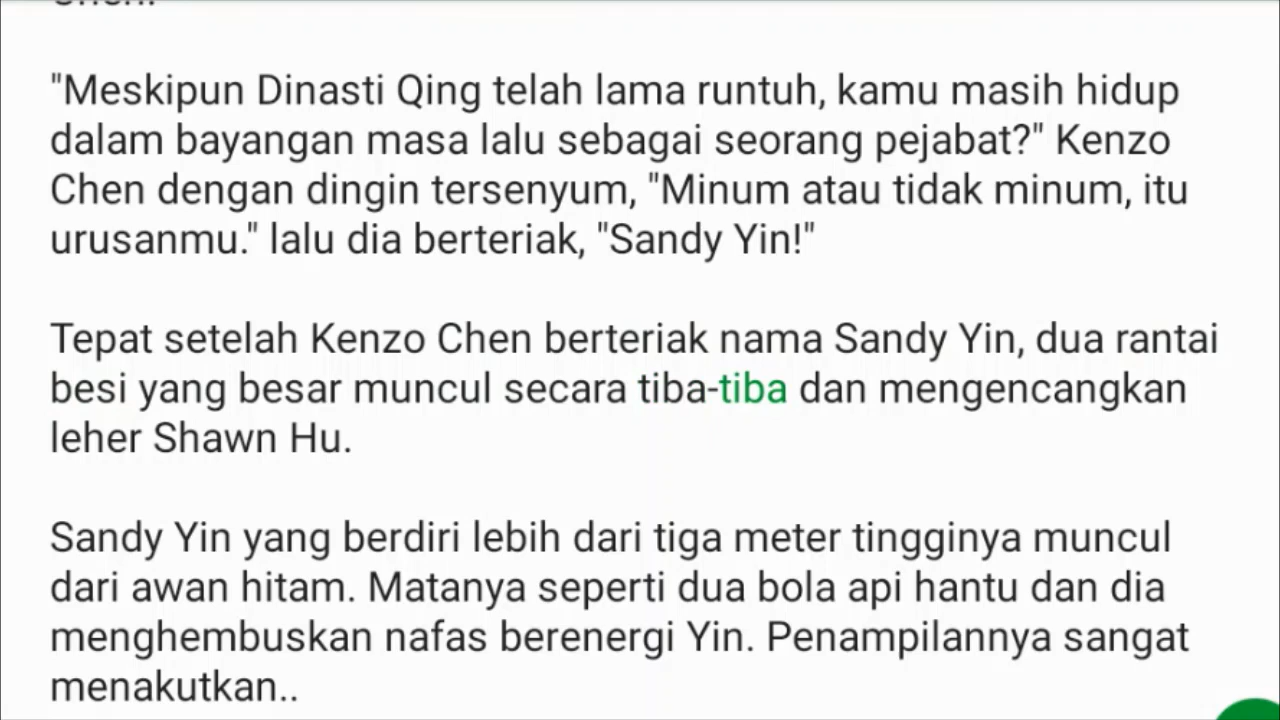 "Meskipun Dinasti Qing telah lama runtuh, kamu masih hidup
dalam bayangan masa lalu sebagai seorang pejabat?" Kenzo
Chen dengan dingin tersenyum, "Minum atau tidak minum, itu
urusanmu." lalu dia berteriak, "Sandy Yin!"
Tepat setelah Kenzo Chen berteriak nama Sandy Yin, dua rantai
besi yang besar muncul secara tiba-tiba dan mengencangkan
leher Shawn Hu.
Sandy Yin yang berdiri lebih dari tiga meter tingginya muncul
dari awan hitam. Matanya seperti dua bola api hantu dan dia
menghembuskan nafas berenergi Yin. Penampilannya sangat
menakutkan..